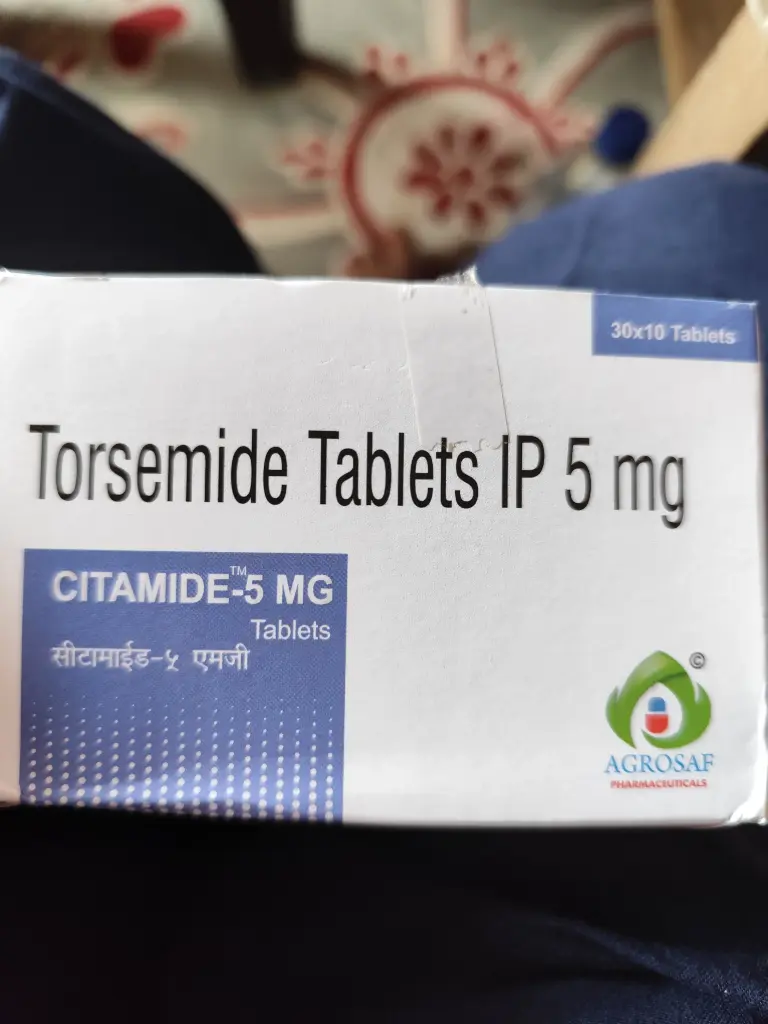 30x10 Tablets
Torsemide Tablets IP 5 mg
CITAMIDE™-5 MG
Tablets
सीटामाईड-५ एमजी
©
AGROSAF
PHARMACEUTICALS